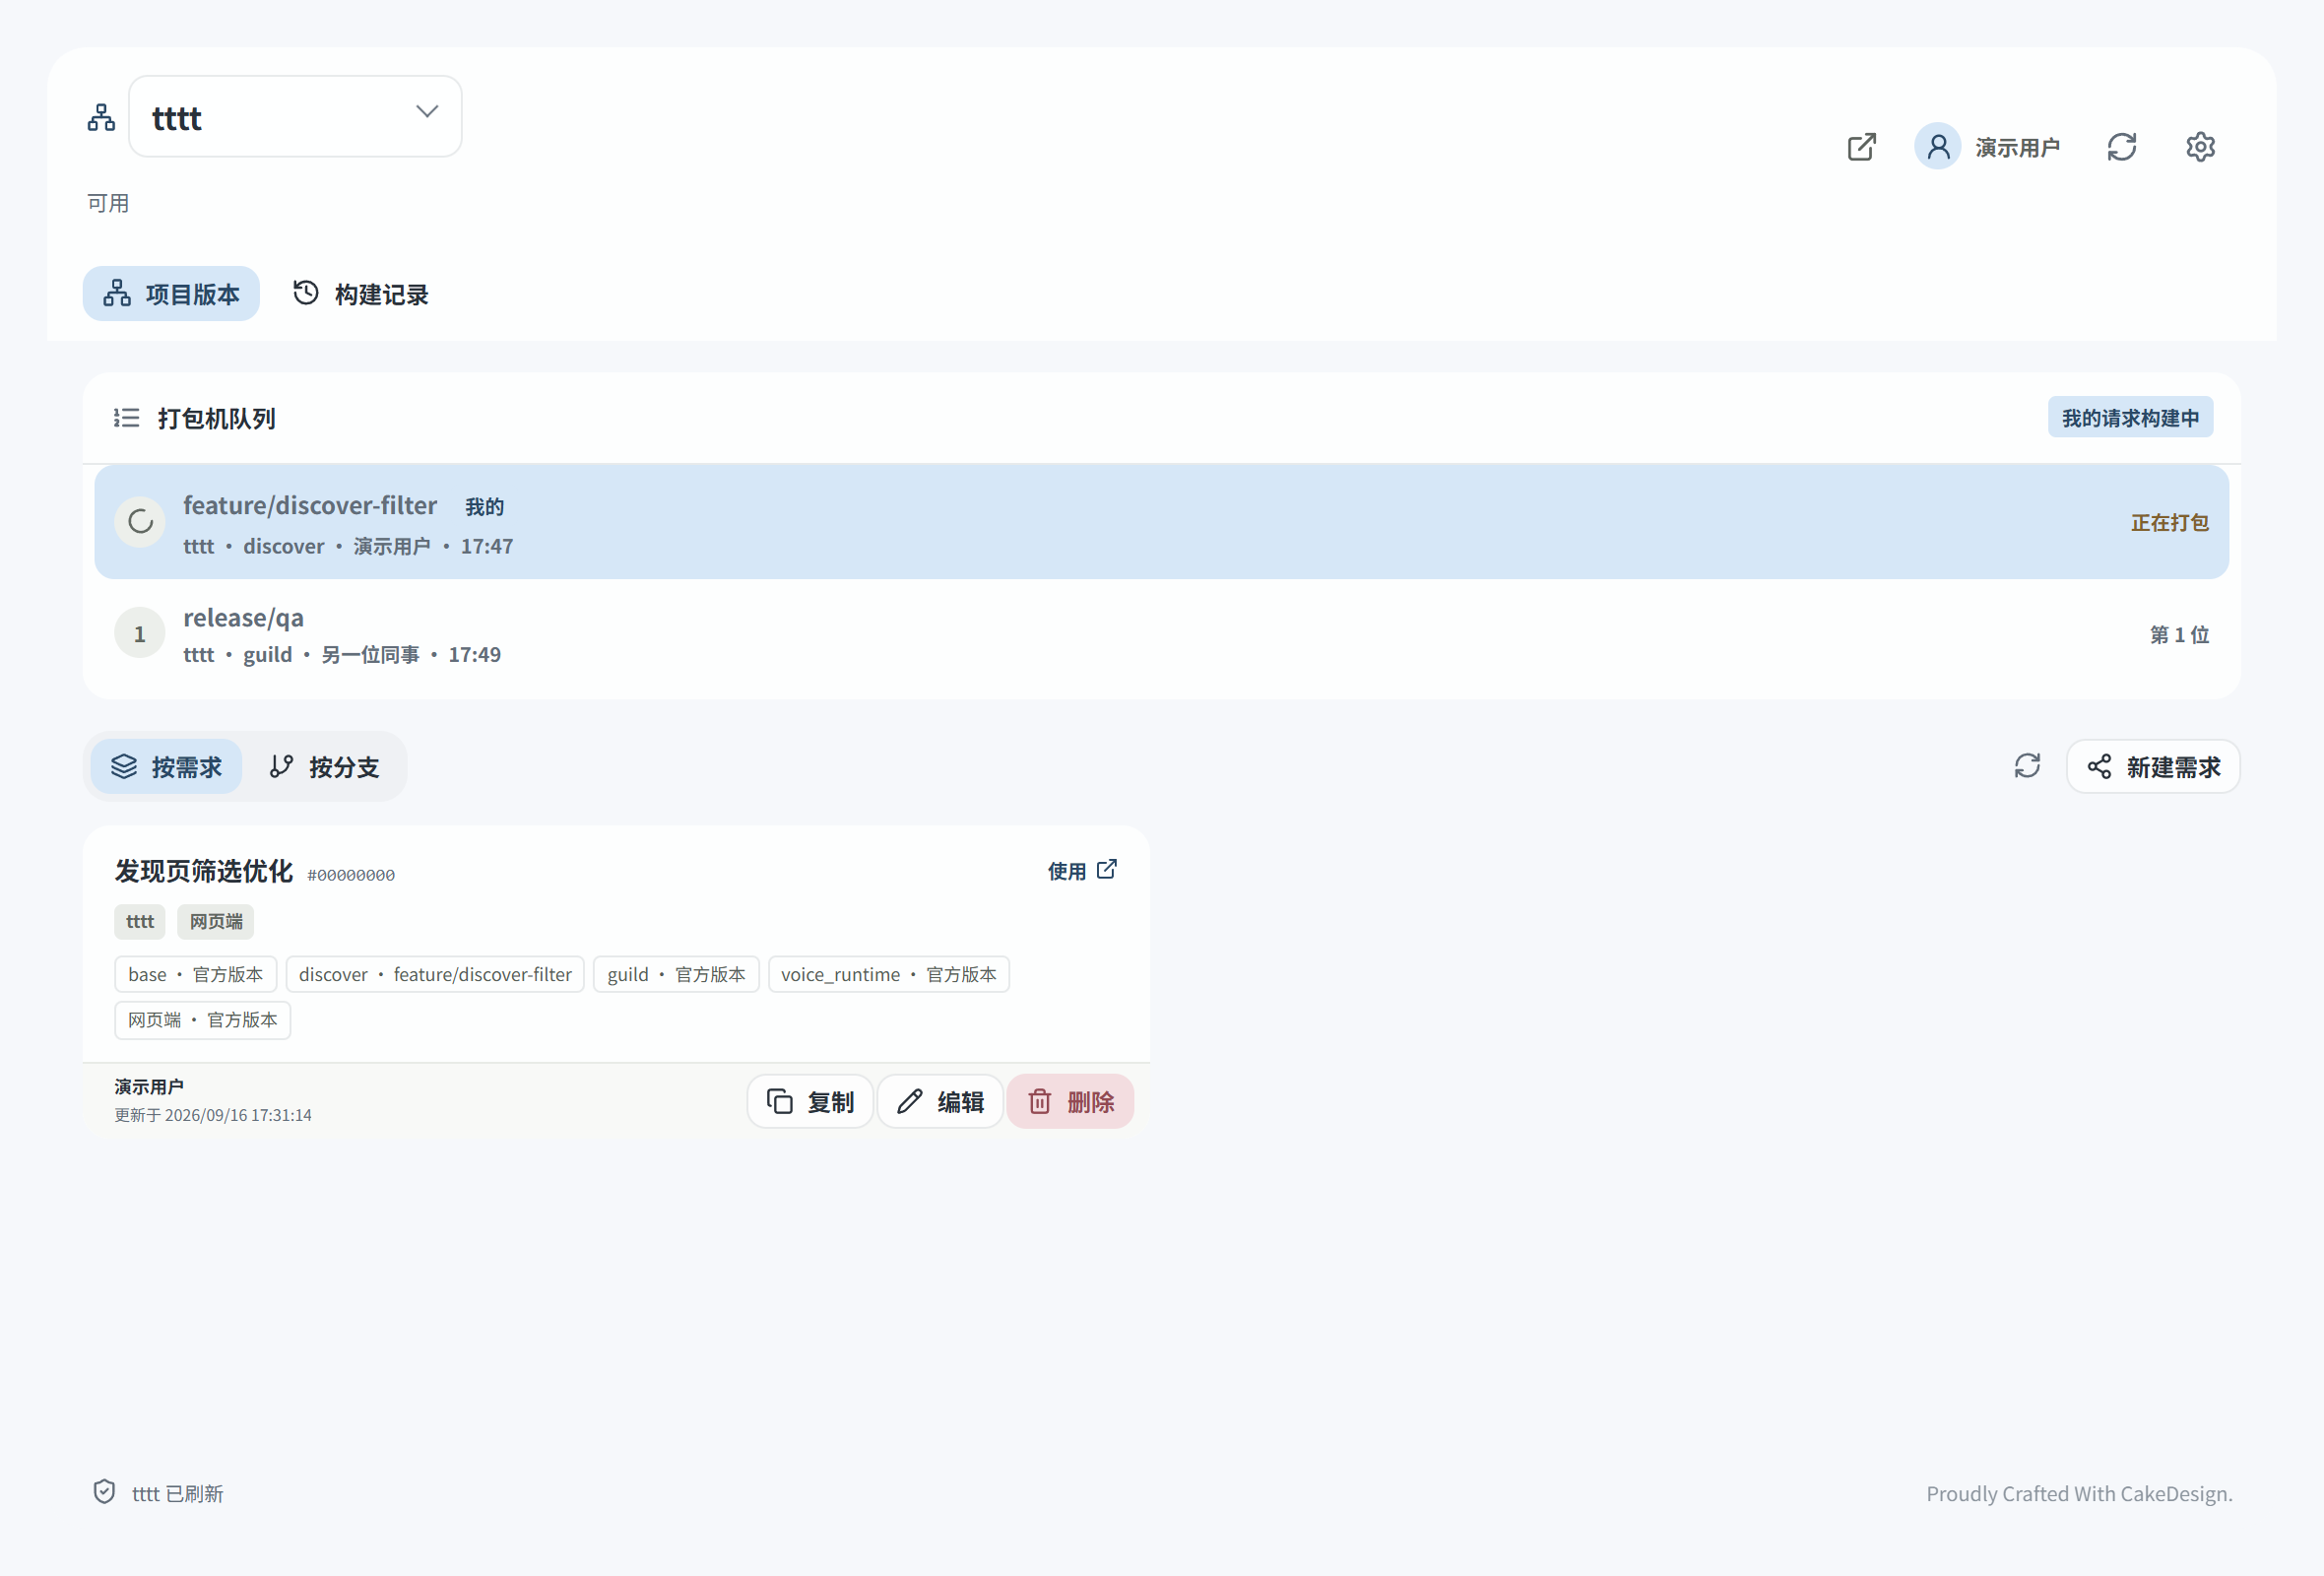 tttt
演示用户
可用
项目版本
构建记录
打包机队列
我的请求构建中
feature/discover-filter 我的
tttt • discover • 演示用户 • 17:47
正在打包
1
release/qa
tttt • guild • 另一位同事 • 17:49
第 1 位
按需求
按分支
新建需求
发现页筛选优化 #00000000
使用
tttt 网页端
base • 官方版本 discover • feature/discover-filter guild • 官方版本 voice_runtime • 官方版本
网页端 • 官方版本
演示用户
更新于 2026/09/16 17:31:14
复制 编辑 删除
tttt 已刷新
Proudly Crafted With CakeDesign.